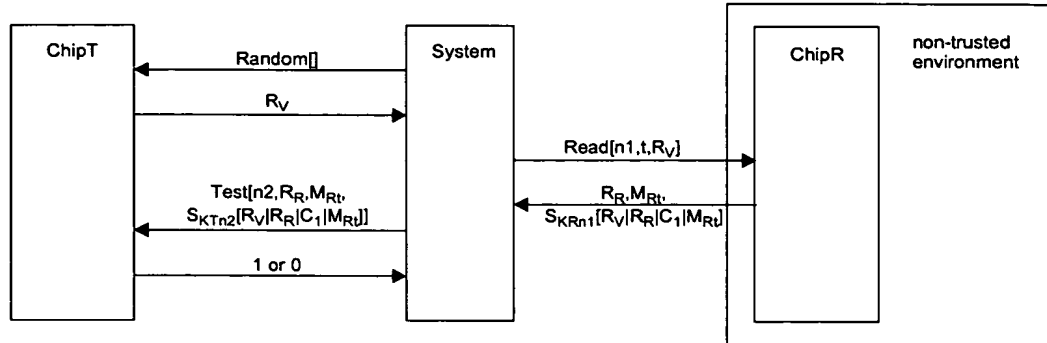 ChipT
System
ChipR
non-trusted
environment
Random[]
R_V
Read[n1,t,R_V]
Test[n2,R_R,M_Rt,
S_KTn2[R_V|R_R|C_1|M_Rt]]
R_R,M_Rt,
S_KRn1[R_V|R_R|C_1|M_Rt]
1 or 0